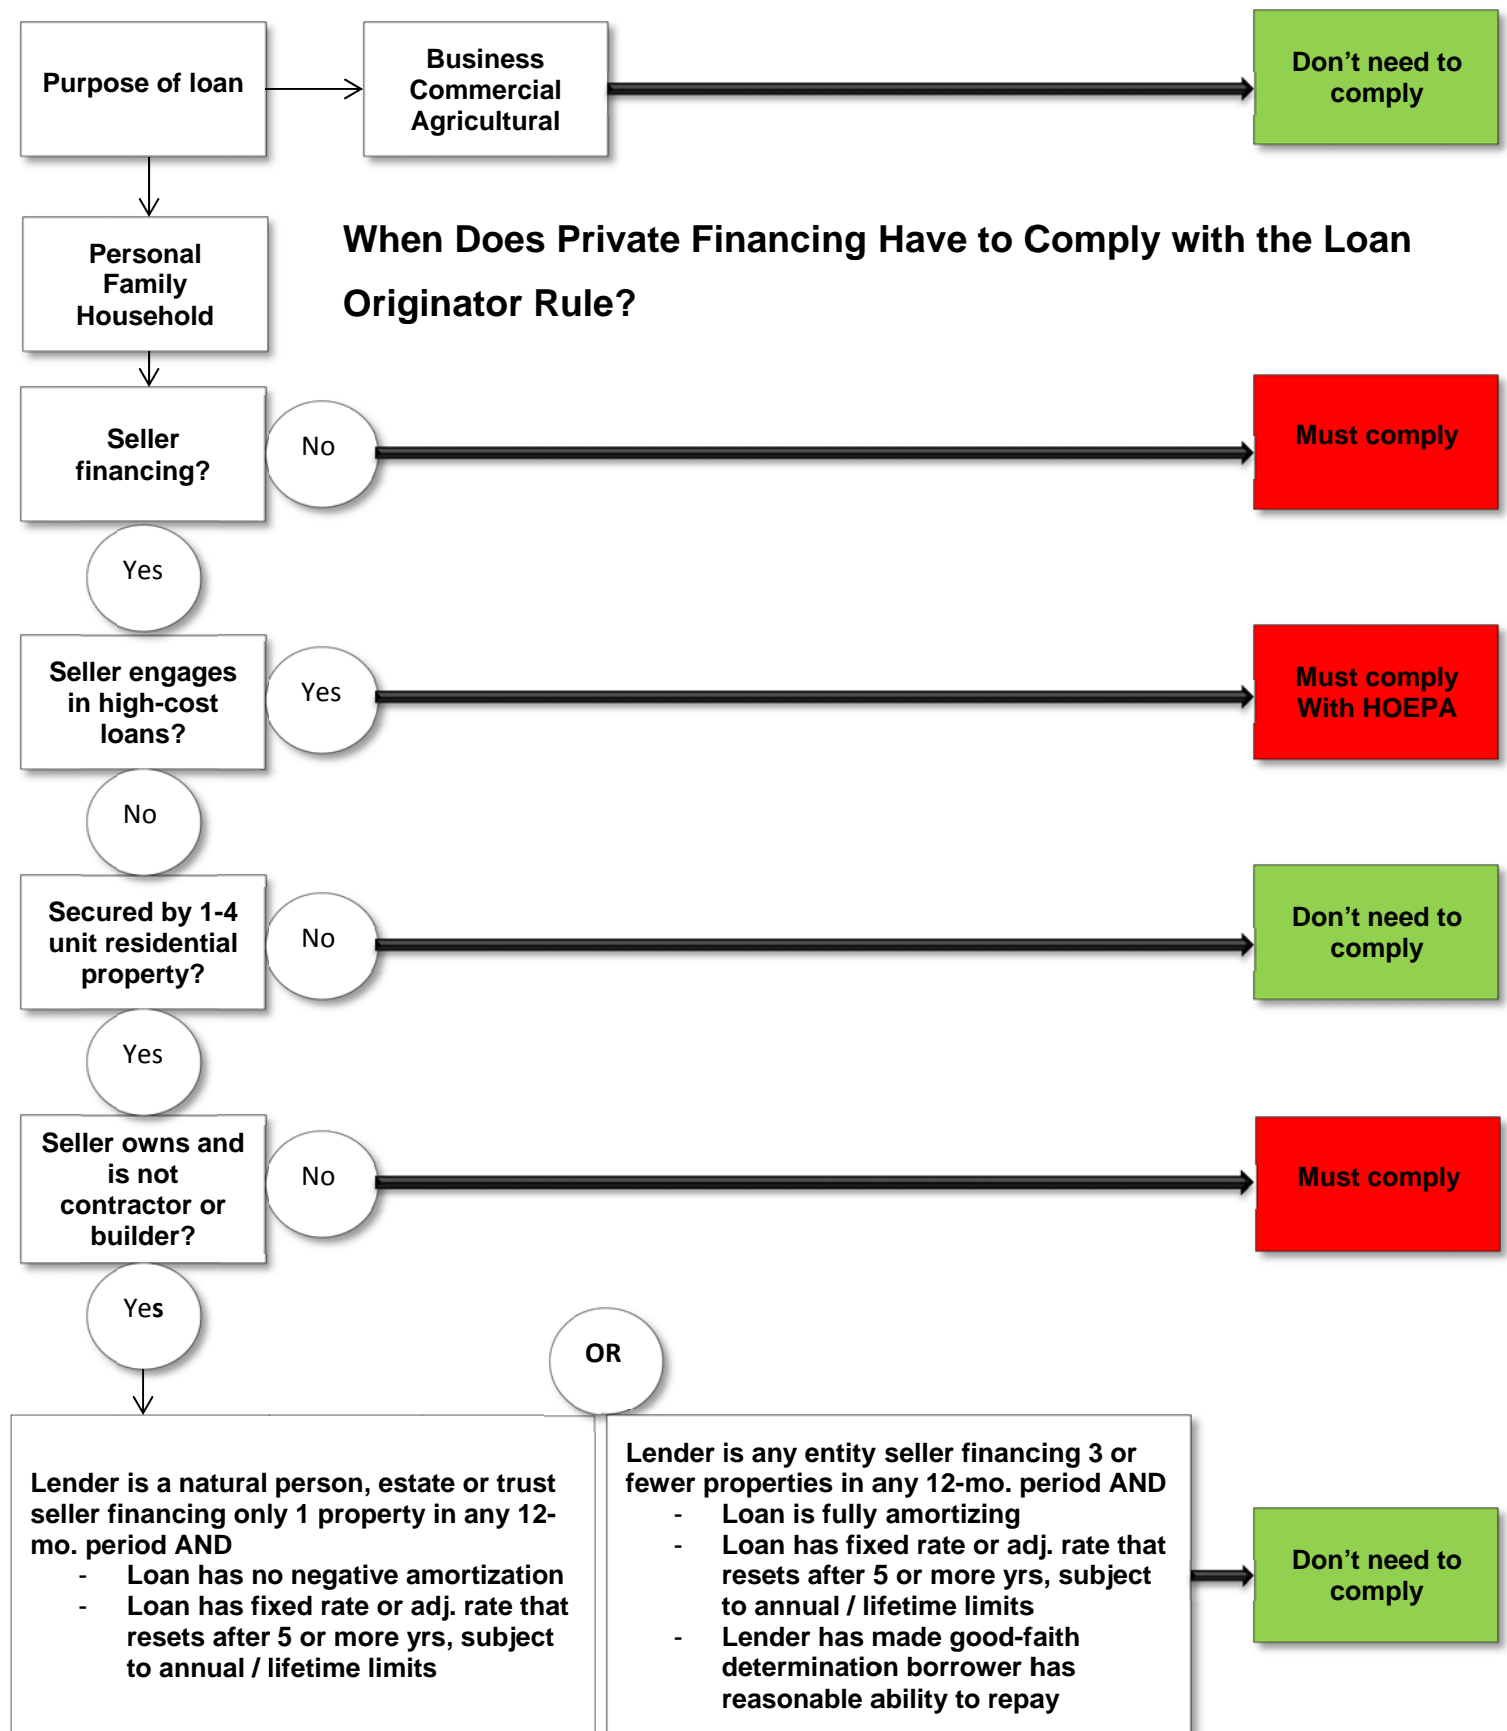 Purpose of loan
Business
Commercial
Agricultural
Don’t need to
comply
Personal
Family
Household
When Does Private Financing Have to Comply with the Loan
Originator Rule?
Seller
financing?
No
Must comply
Yes
Seller engages
in high-cost
loans?
Yes
Must comply
With HOEPA
No
Secured by 1-4
unit residential
property?
No
Don’t need to
comply
Yes
Seller owns and
is not
contractor or
builder?
No
Must comply
Yes
OR
Lender is a natural person, estate or trust
seller financing only 1 property in any 12-
mo. period AND
- Loan has no negative amortization
- Loan has fixed rate or adj. rate that
resets after 5 or more yrs, subject
to annual / lifetime limits
Lender is any entity seller financing 3 or
fewer properties in any 12-mo. period AND
- Loan is fully amortizing
- Loan has fixed rate or adj. rate that
resets after 5 or more yrs, subject
to annual / lifetime limits
- Lender has made good-faith
determination borrower has
reasonable ability to repay
Don’t need to
comply